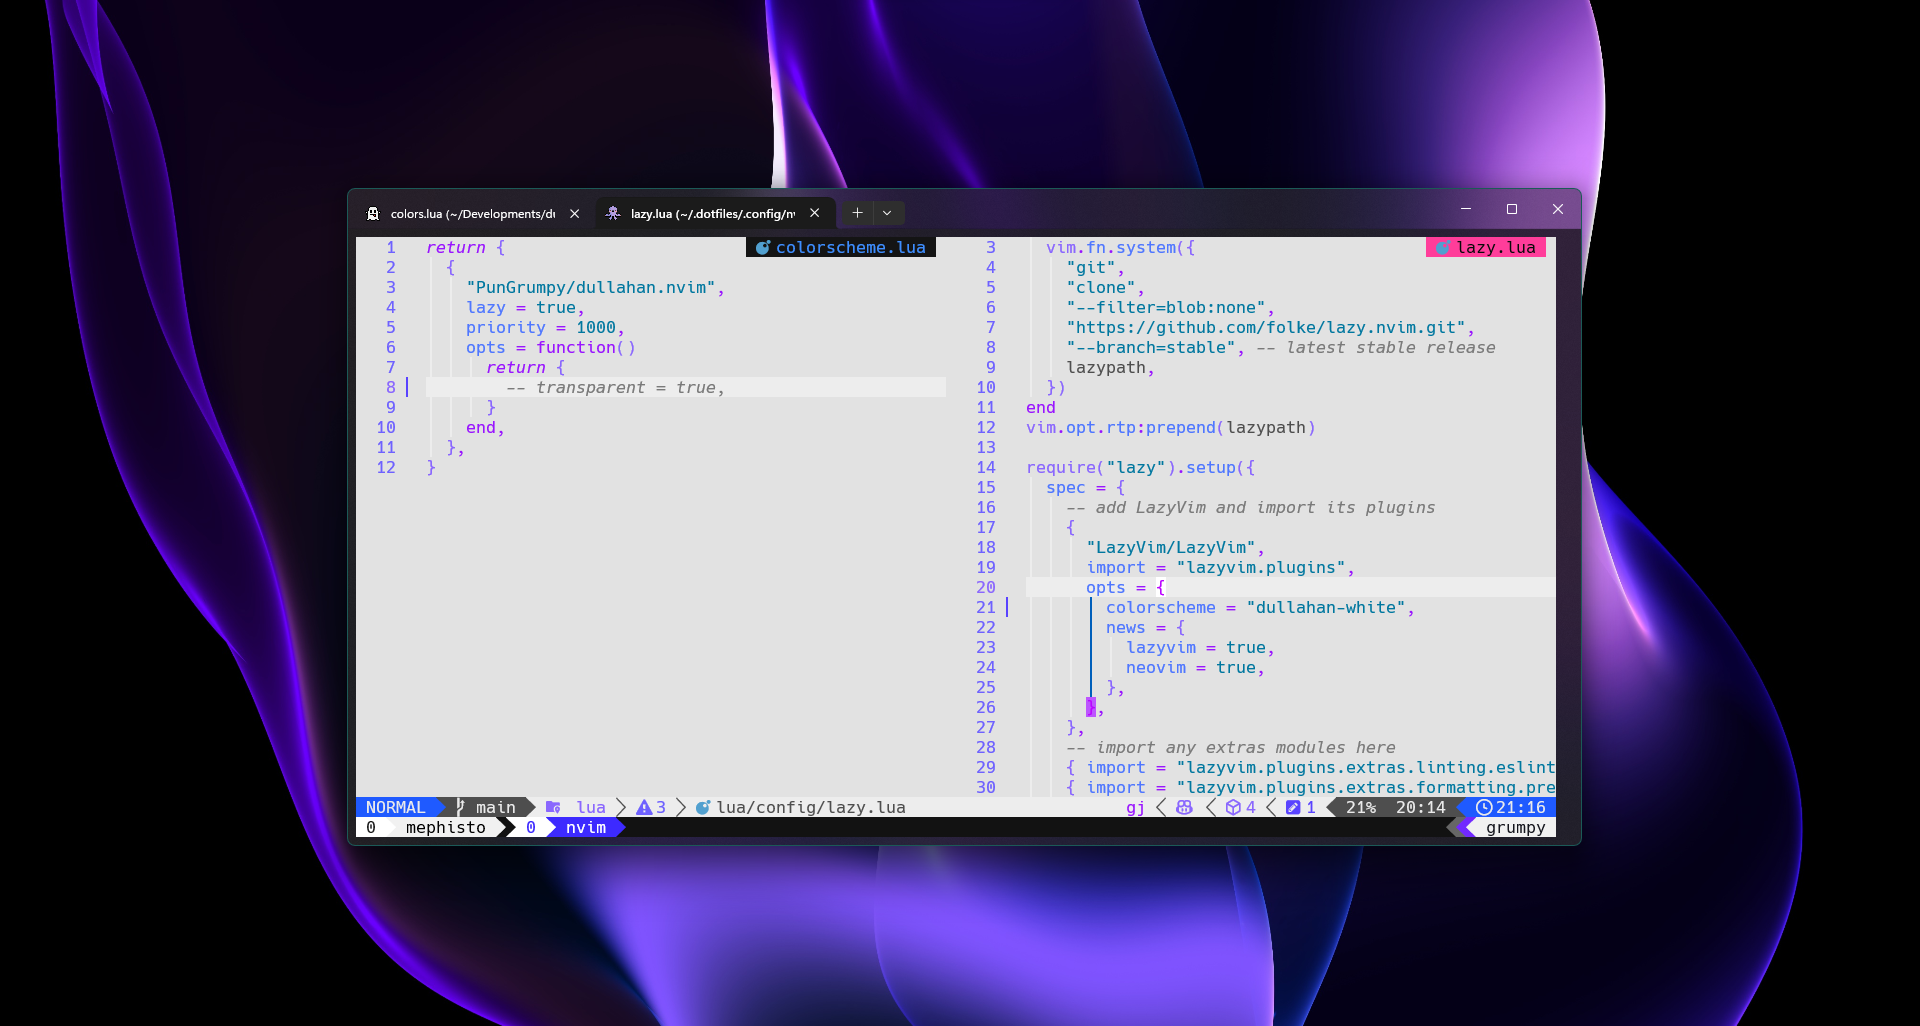 colors.lua (~/Developments/du
lazy.lua (~/.dotfiles/.config/nv
colorscheme.lua
1 return {
2 {
3 "PunGrumpy/dullahan.nvim",
4 lazy = true,
5 priority = 1000,
6 opts = function()
7 return {
8 -- transparent = true,
9 }
10 end,
11 },
12 }
lazy.lua
3 vim.fn.system({
4 "git",
5 "clone",
6 "--filter=blob:none",
7 "https://github.com/folke/lazy.nvim.git",
8 "--branch=stable", -- latest stable release
9 lazypath,
10 })
11 end
12 vim.opt.rtp:prepend(lazypath)
13
14 require("lazy").setup({
15 spec = {
16 -- add LazyVim and import its plugins
17 {
18 "LazyVim/LazyVim",
19 import = "lazyvim.plugins",
20 opts = {
21 colorscheme = "dullahan-white",
22 news = {
23 lazyvim = true,
24 neovim = true,
25 },
26 },
27 },
28 -- import any extras modules here
29 { import = "lazyvim.plugins.extras.linting.eslint
30 { import = "lazyvim.plugins.extras.formatting.pre
NORMAL main lua 3 lua/config/lazy.lua gj 4 1 21% 20:14 21:16
0 mephisto 0 nvim grumpy